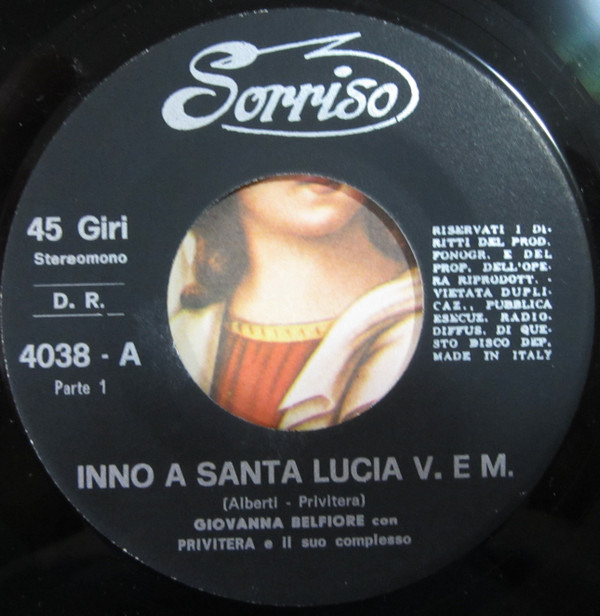 Sorriso
45 Giri
Stereomono
D. R.
4038 - A
Parte 1
RISERVATI I DI-
RITTI DEL PROD.
FONOGR. E DEL
PROP. DELL'OPE-
RA RIPRODOTT. -
VIETATA DUPLI-
CAZ., PUBBLICA
ESECUZ. RADIO-
DIFFUS. DI QUE-
STO DISCO DEP.
MADE IN ITALY
INNO A SANTA LUCIA V. E M.
(Alberti - Privitera)
GIOVANNA BELFIORE con
PRIVITERA e il suo complesso